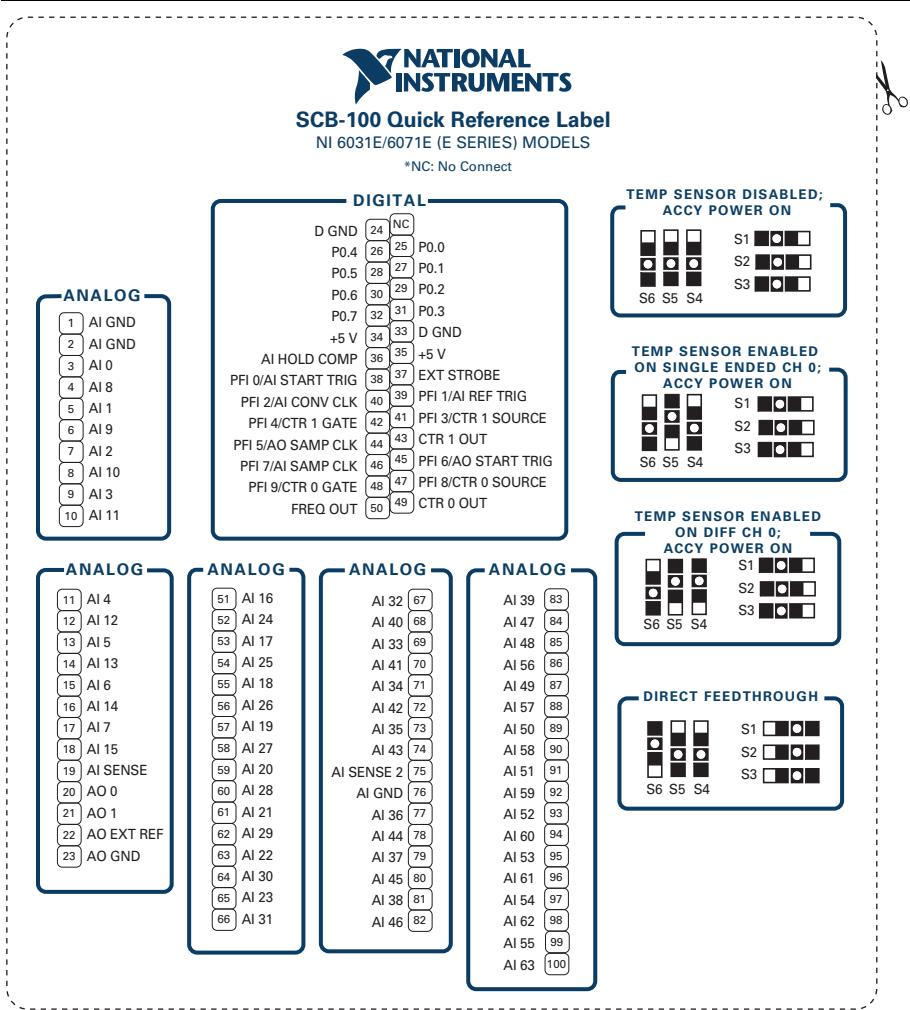 NATIONAL
INSTRUMENTS
SCB-100 Quick Reference Label
NI 6031E/6071E (E SERIES) MODELS
*NC: No Connect
DIGITAL
NC
D GND 24
25 P0.0
P0.4 26
27 P0.1
P0.5 28
29 P0.2
P0.6 30
31 P0.3
P0.7 32
33 D GND
+5 V 34
35 +5 V
AI HOLD COMP 36
37 EXT STROBE
PFI 0/AI START TRIG 38
39 PFI 1/AI REF TRIG
PFI 2/AI CONV CLK 40
41 PFI 3/CTR 1 SOURCE
PFI 4/CTR 1 GATE 42
43 CTR 1 OUT
PFI 5/AO SAMP CLK 44
45 PFI 6/AO START TRIG
PFI 7/AI SAMP CLK 46
47 PFI 8/CTR 0 SOURCE
PFI 9/CTR 0 GATE 48
49 CTR 0 OUT
FREQ OUT 50
ANALOG
1 AI GND
2 AI GND
3 AI 0
4 AI 8
5 AI 1
6 AI 9
7 AI 2
8 AI 10
9 AI 3
10 AI 11
ANALOG
11 AI 4
12 AI 12
13 AI 5
14 AI 13
15 AI 6
16 AI 14
17 AI 7
18 AI 15
19 AI SENSE
20 AO 0
21 AO 1
22 AO EXT REF
23 AO GND
ANALOG
51 AI 16
52 AI 24
53 AI 17
54 AI 25
55 AI 18
56 AI 26
57 AI 19
58 AI 27
59 AI 20
60 AI 28
61 AI 21
62 AI 29
63 AI 22
64 AI 30
65 AI 23
66 AI 31
ANALOG
AI 32 67
AI 40 68
AI 33 69
AI 41 70
AI 34 71
AI 42 72
AI 35 73
AI 43 74
AI SENSE 2 75
AI GND 76
AI 36 77
AI 44 78
AI 37 79
AI 45 80
AI 38 81
AI 46 82
ANALOG
AI 39 83
AI 47 84
AI 48 85
AI 56 86
AI 49 87
AI 57 88
AI 50 89
AI 58 90
AI 51 91
AI 59 92
AI 52 93
AI 60 94
AI 53 95
AI 61 96
AI 54 97
AI 62 98
AI 55 99
AI 63 100
TEMP SENSOR DISABLED;
ACCY POWER ON
S1
S2
S3
S6 S5 S4
TEMP SENSOR ENABLED
ON SINGLE ENDED CH 0;
ACCY POWER ON
S1
S2
S3
S6 S5 S4
TEMP SENSOR ENABLED
ON DIFF CH 0;
ACCY POWER ON
S1
S2
S3
S6 S5 S4
DIRECT FEEDTHROUGH
S1
S2
S3
S6 S5 S4